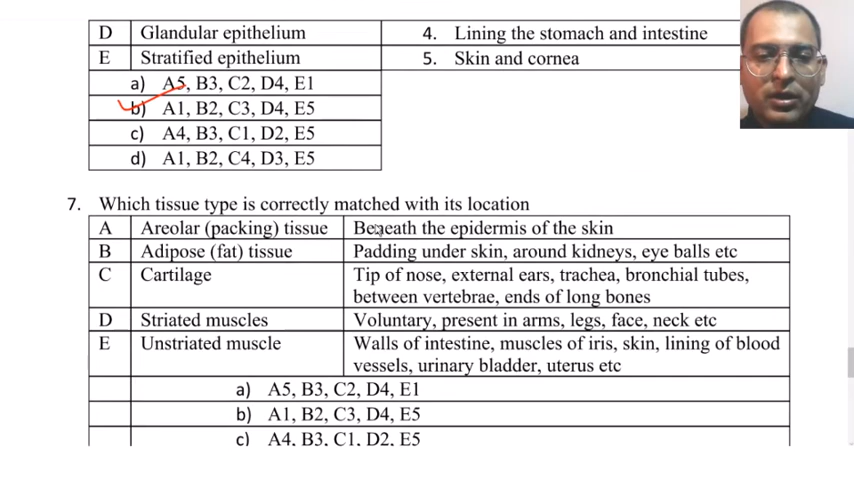 D Glandular epithelium 4. Lining the stomach and intestine
E Stratified epithelium 5. Skin and cornea
a) A5, B3, C2, D4, E1
b) A1, B2, C3, D4, E5
c) A4, B3, C1, D2, E5
d) A1, B2, C4, D3, E5
7. Which tissue type is correctly matched with its location
A Areolar (packing) tissue Beneath the epidermis of the skin
B Adipose (fat) tissue Padding under skin, around kidneys, eye balls etc
C Cartilage Tip of nose, external ears, trachea, bronchial tubes,
between vertebrae, ends of long bones
D Striated muscles Voluntary, present in arms, legs, face, neck etc
E Unstriated muscle Walls of intestine, muscles of iris, skin, lining of blood
vessels, urinary bladder, uterus etc
a) A5, B3, C2, D4, E1
b) A1, B2, C3, D4, E5
c) A4, B3, C1, D2, E5